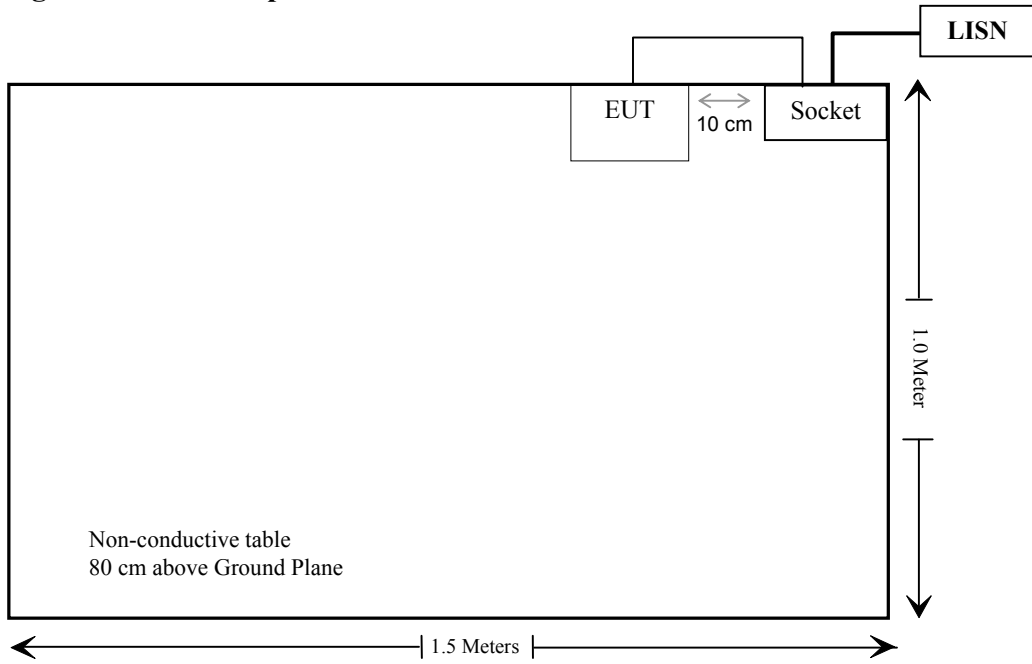 LISN
EUT
10 cm
Socket
1.0 Meter
Non-conductive table
80 cm above Ground Plane
1.5 Meters